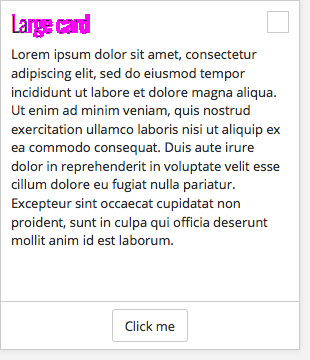 Large card
Lorem ipsum dolor sit amet, consectetur
adipiscing elit, sed do eiusmod tempor
incididunt ut labore et dolore magna aliqua.
Ut enim ad minim veniam, quis nostrud
exercitation ullamco laboris nisi ut aliquip ex
ea commodo consequat. Duis aute irure
dolor in reprehenderit in voluptate velit esse
cillum dolore eu fugiat nulla pariatur.
Excepteur sint occaecat cupidatat non
proident, sunt in culpa qui officia deserunt
mollit anim id est laborum.
Click me